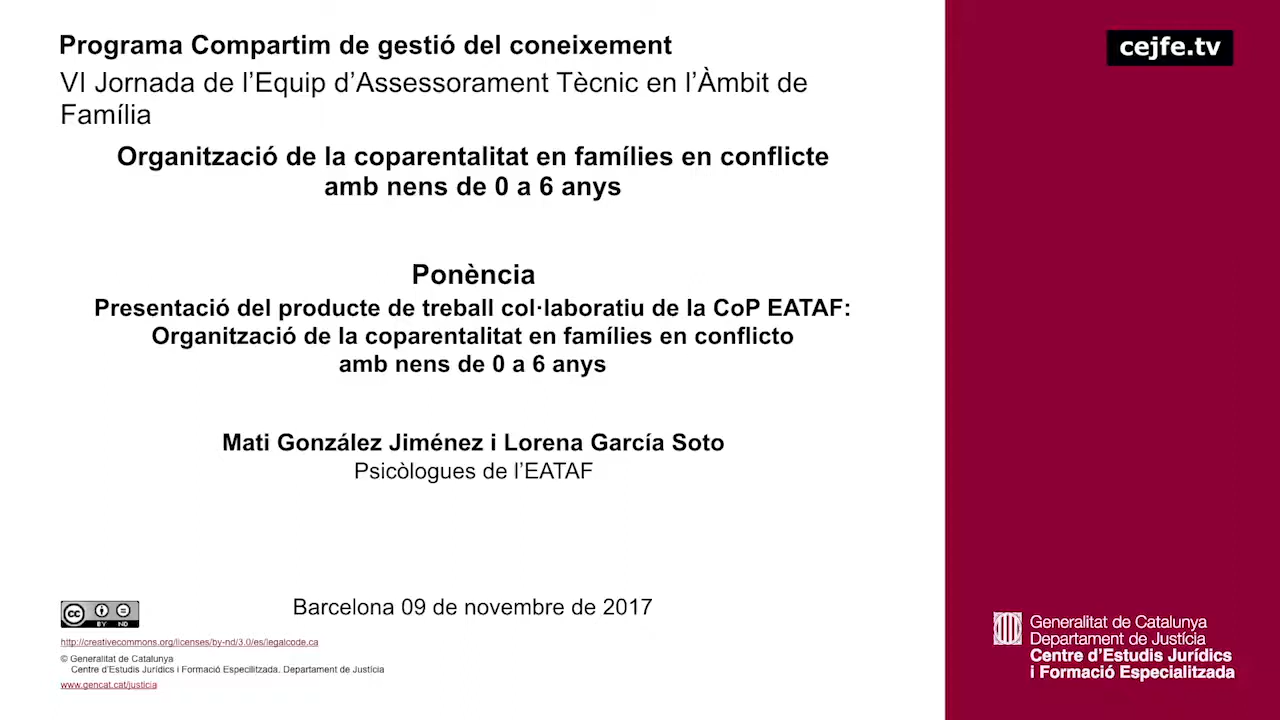 Programa Compartim de gestió del coneixement
cejfe.tv
VI Jornada de l’Equip d’Assessorament Tècnic en l’Àmbit de
Família
Organització de la coparentalitat en famílies en conflicte
amb nens de 0 a 6 anys
Ponència
Presentació del producte de treball col·laboratiu de la CoP EATAF:
Organització de la coparentalitat en famílies en conflicto
amb nens de 0 a 6 anys
Mati González Jiménez i Lorena García Soto
Psicòlogues de l’EATAF
Barcelona 09 de novembre de 2017
cc BY ND
http://creativecommons.org/licenses/by-nd/3.0/es/legalcode.ca
© Generalitat de Catalunya
Centre d’Estudis Jurídics i Formació Especilitzada. Departament de Justícia
www.gencat.cat/justicia
Generalitat de Catalunya
Departament de Justícia
Centre d’Estudis Jurídics
i Formació Especialitzada